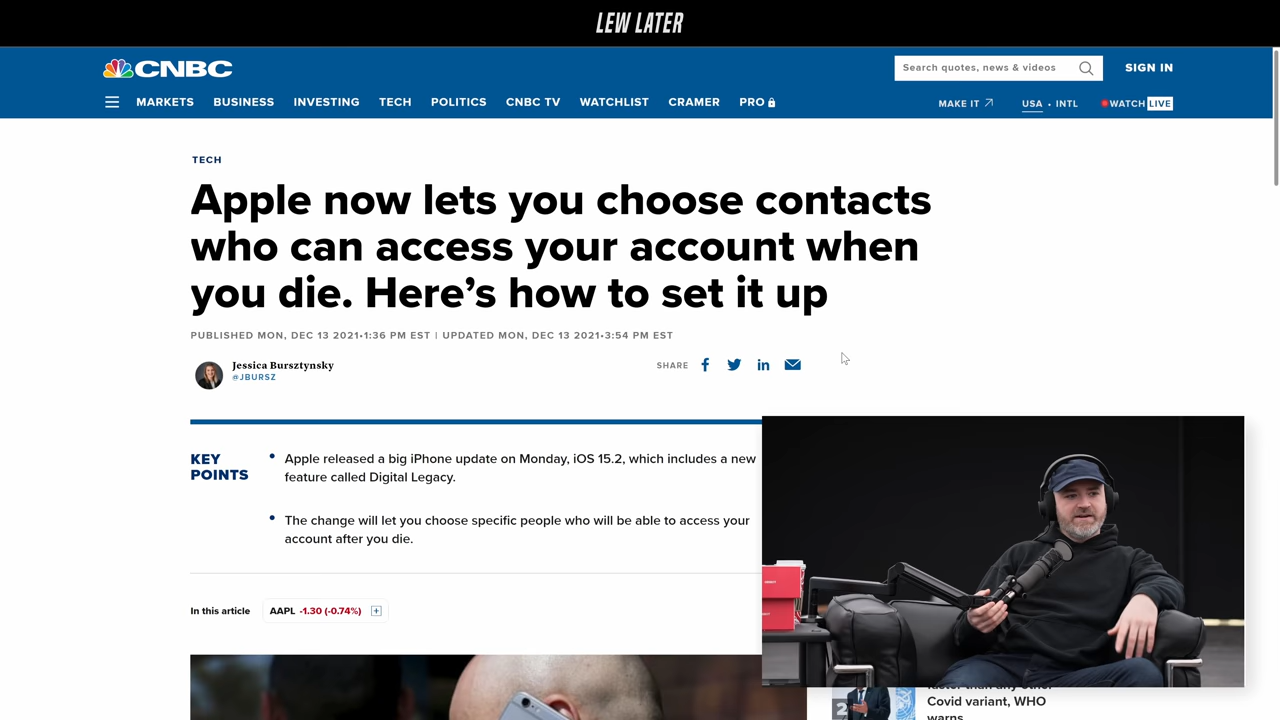 LEW LATER
CNBC
Search quotes, news & videos
SIGN IN
MARKETS BUSINESS INVESTING TECH POLITICS CNBC TV WATCHLIST CRAMER PRO
MAKE IT USA • INTL WATCH LIVE
TECH
Apple now lets you choose contacts
who can access your account when
you die. Here’s how to set it up
PUBLISHED MON, DEC 13 2021•1:36 PM EST | UPDATED MON, DEC 13 2021•3:54 PM EST
Jessica Bursztynsky
@JBURSZ
SHARE
KEY
POINTS
• Apple released a big iPhone update on Monday, iOS 15.2, which includes a new
feature called Digital Legacy.
• The change will let you choose specific people who will be able to access your
account after you die.
In this article AAPL -1.30 (-0.74%)
2
faster than any other
Covid variant, WHO
warns